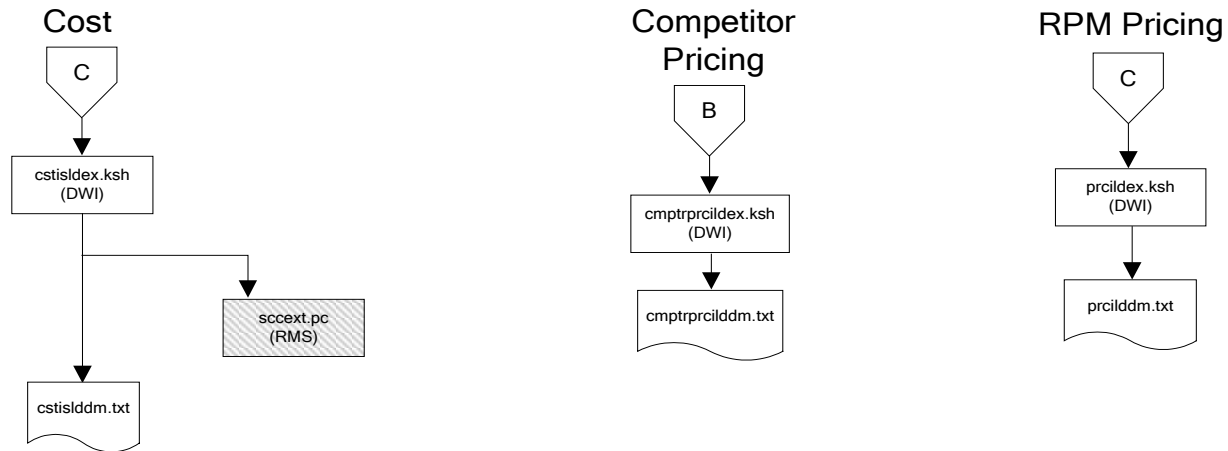 Cost
C
cstisldex.ksh
(DWI)
sccext.pc
(RMS)
cstislddm.txt
Competitor
Pricing
B
cmptrprcildex.ksh
(DWI)
cmptrprcilddm.txt
RPM Pricing
C
prcildex.ksh
(DWI)
prcilddm.txt